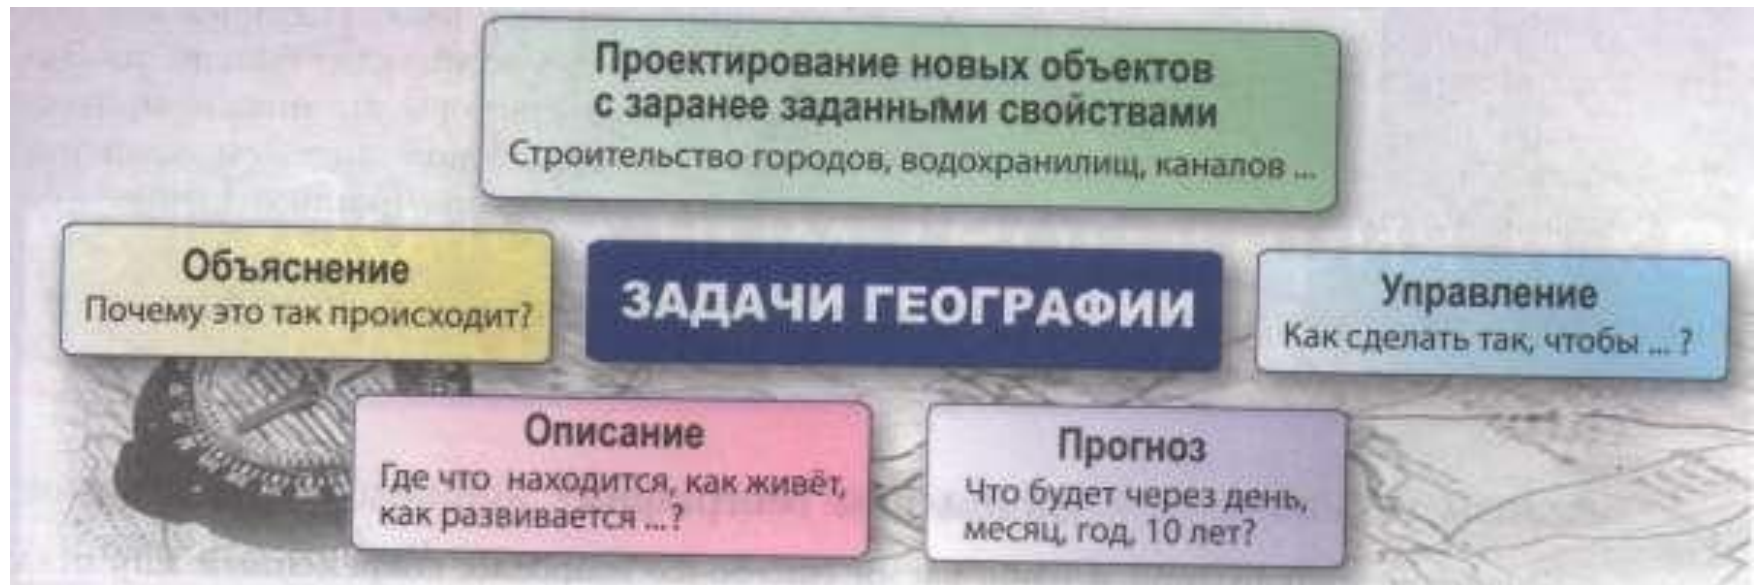 Проектирование новых объектов
с заранее заданными свойствами
Строительство городов, водохранилищ, каналов ...
Объяснение
Почему это так происходит?
ЗАДАЧИ ГЕОГРАФИИ
Управление
Как сделать так, чтобы ... ?
Описание
Где что находится, как живёт,
как развивается ...?
Прогноз
Что будет через день,
месяц, год, 10 лет?